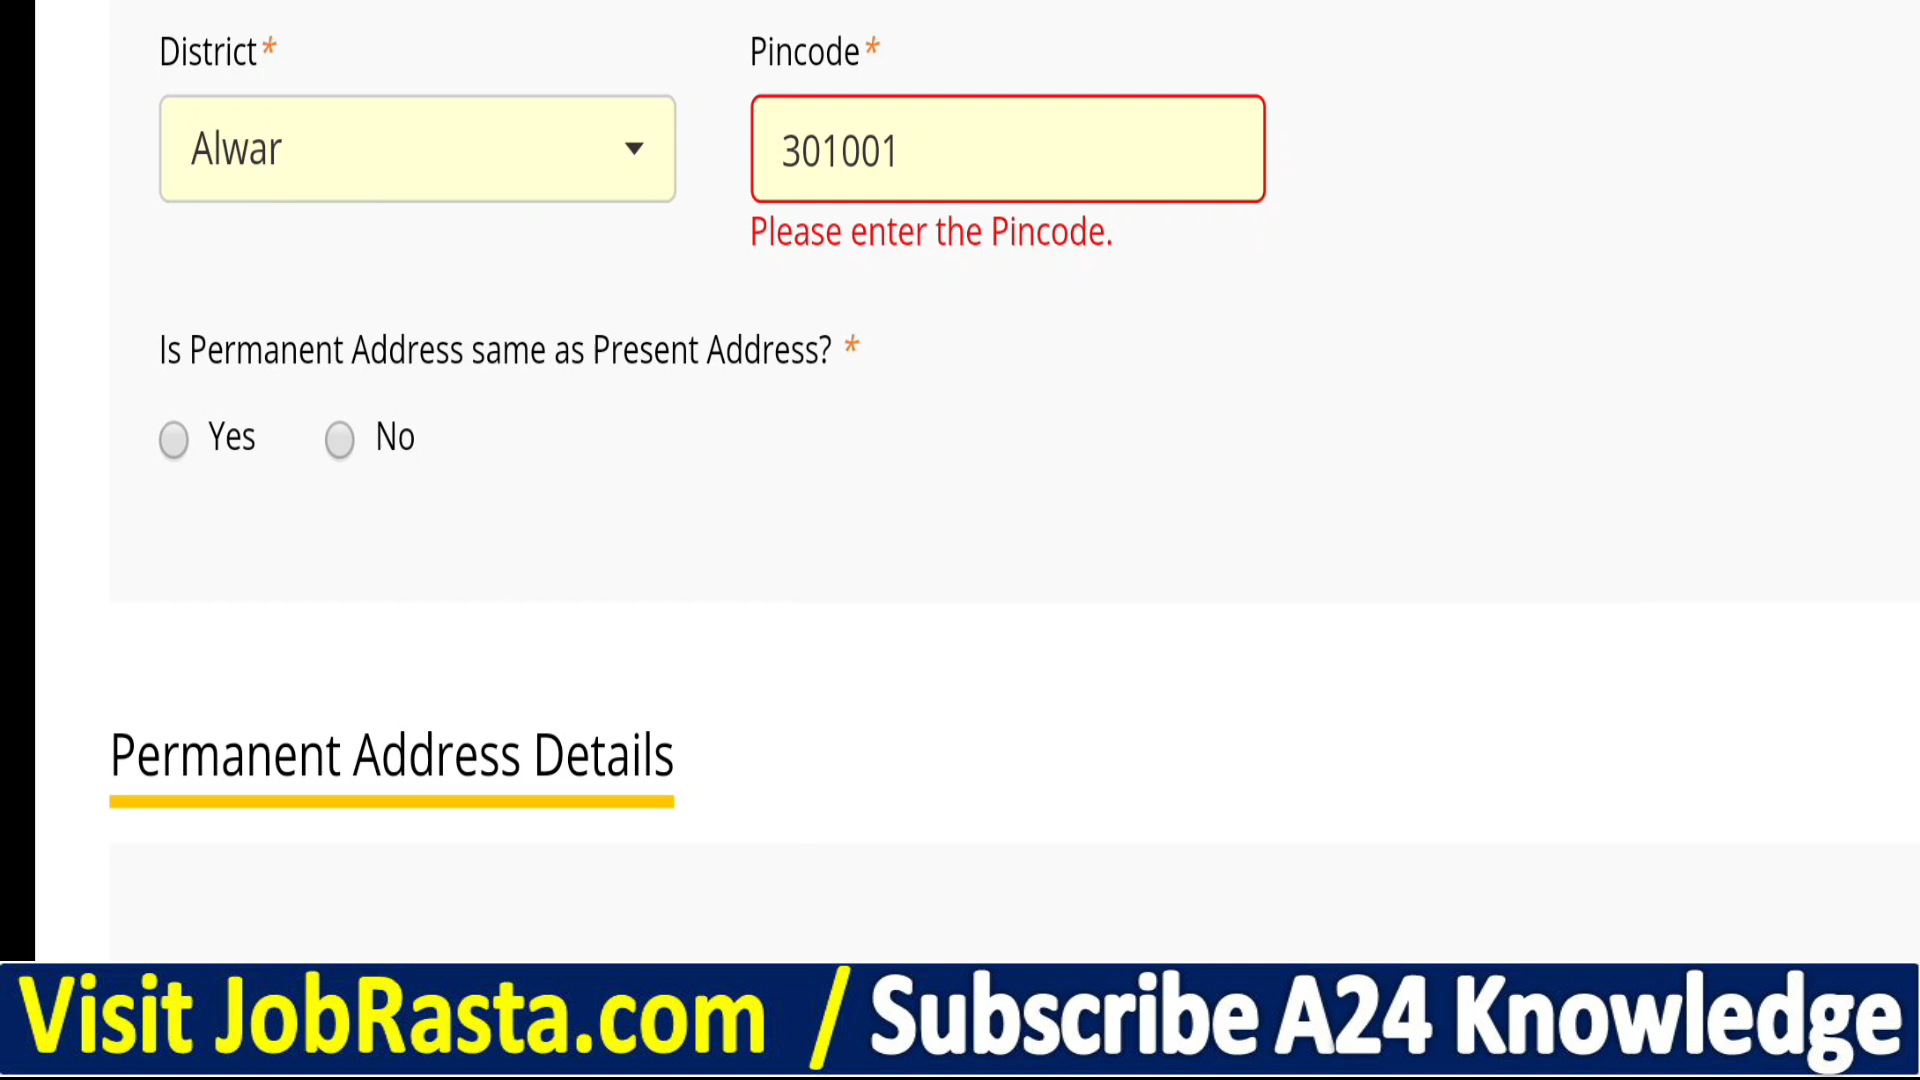 District* Pincode*
Alwar 301001
Please enter the Pincode.
Is Permanent Address same as Present Address? *
Yes No
Permanent Address Details
Visit JobRasta.com / Subscribe A24 Knowledge